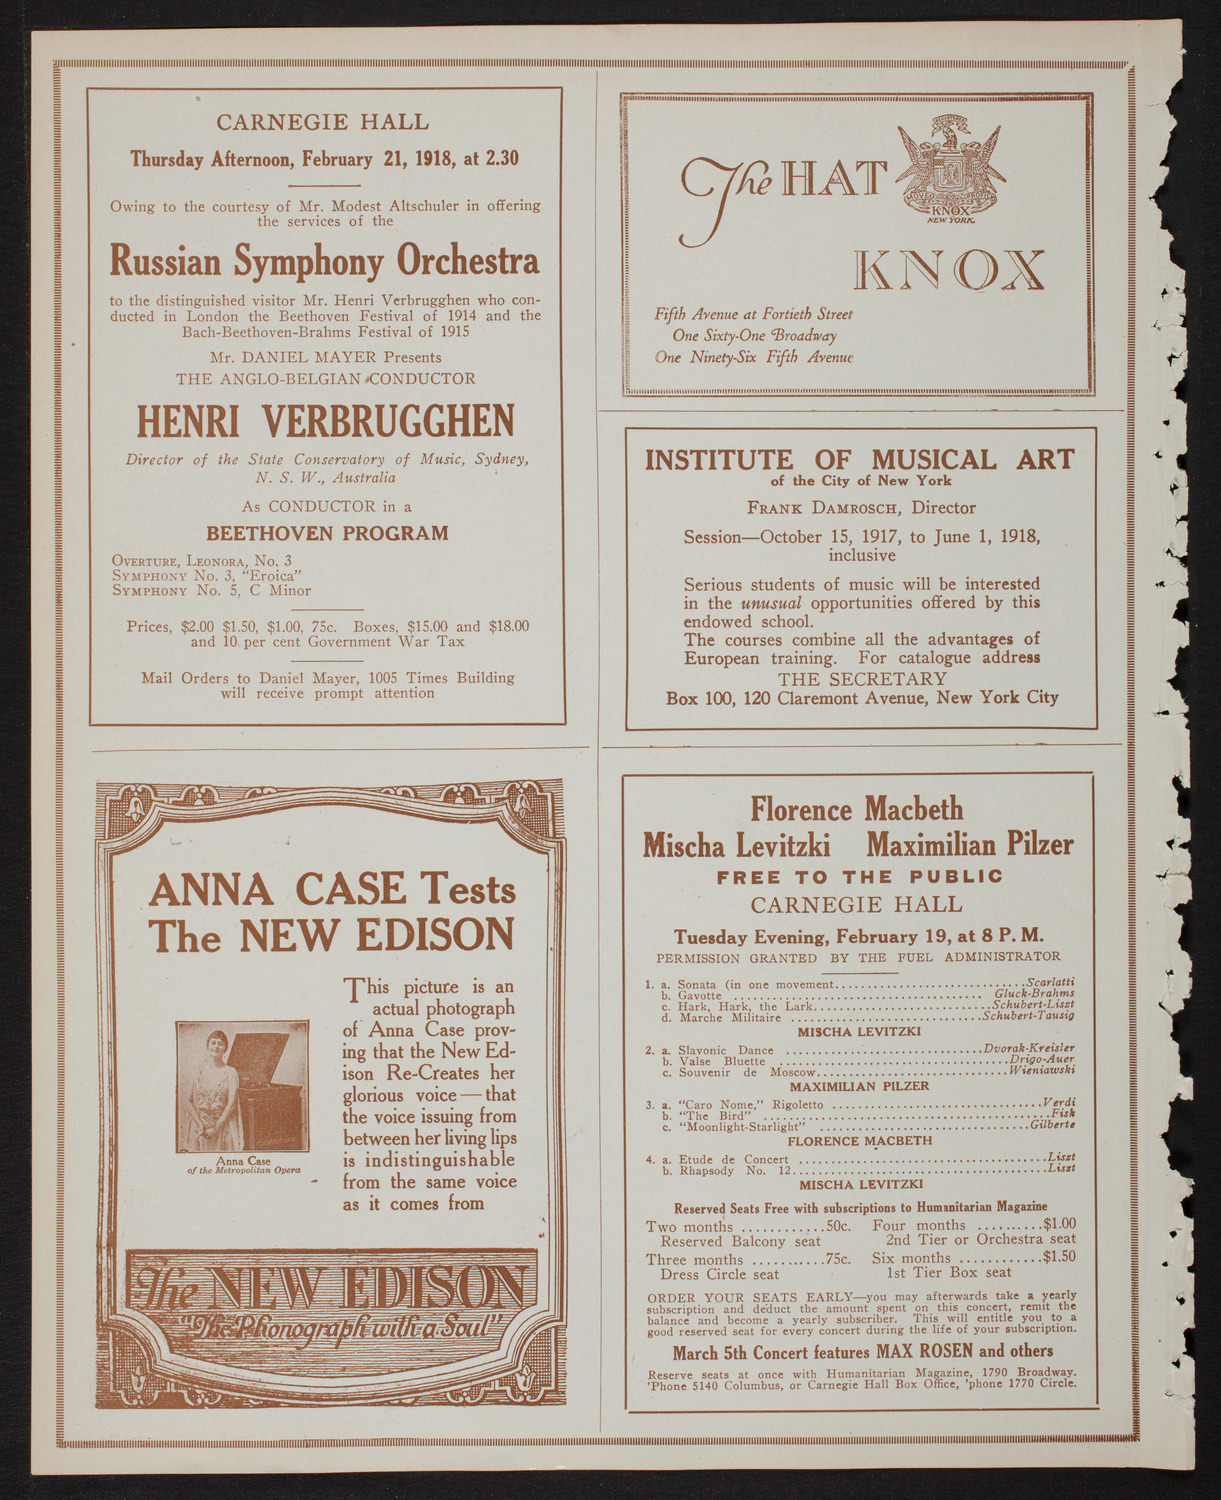 CARNEGIE HALL
Thursday Afternoon, February 21, 1918, at 2.30
Owing to the courtesy of Mr. Modest Altschuler in offering
the services of the
Russian Symphony Orchestra
to the distinguished visitor Mr. Henri Verbrugghen who con-
ducted in London the Beethoven Festival of 1914 and the
Bach-Beethoven-Brahms Festival of 1915
Mr. DANIEL MAYER Presents
THE ANGLO-BELGIAN CONDUCTOR
HENRI VERBRUGGHEN
Director of the State Conservatory of Music, Sydney,
N. S. W., Australia
As CONDUCTOR in a
BEETHOVEN PROGRAM
OVERTURE, LEONORA, No. 3
SYMPHONY No. 3, "Eroica"
SYMPHONY No. 5, C Minor
Prices, $2.00 $1.50, $1.00, 75c. Boxes, $15.00 and $18.00
and 10 per cent Government War Tax
Mail Orders to Daniel Mayer, 1005 Times Building
will receive prompt attention
The HAT
KNOX
NEW YORK.
KNOX
Fifth Avenue at Fortieth Street
One Sixty-One Broadway
One Ninety-Six Fifth Avenue
INSTITUTE OF MUSICAL ART
of the City of New York
FRANK DAMROSCH, Director
Session—October 15, 1917, to June 1, 1918,
inclusive
Serious students of music will be interested
in the unusual opportunities offered by this
endowed school.
The courses combine all the advantages of
European training. For catalogue address
THE SECRETARY
Box 100, 120 Claremont Avenue, New York City
ANNA CASE Tests
The NEW EDISON
This picture is an
actual photograph
of Anna Case prov-
ing that the New Ed-
ison Re-Creates her
glorious voice—that
the voice issuing from
between her living lips
is indistinguishable
from the same voice
as it comes from
Anna Case
of the Metropolitan Opera
The NEW EDISON
"The Phonograph with a Soul"
Florence Macbeth
Mischa Levitzki Maximilian Pilzer
FREE TO THE PUBLIC
CARNEGIE HALL
Tuesday Evening, February 19, at 8 P. M.
PERMISSION GRANTED BY THE FUEL ADMINISTRATOR
1. a. Sonata (in one movement..............................Scarlatti
b. Gavotte ....................................... Gluck-Brahms
c. Hark, Hark, the Lark............................Schubert-Liszt
d. Marche Militaire ..............................Schubert-Tausig
MISCHA LEVITZKI
2. a. Slavonic Dance ...............................Dvorak-Kreisler
b. Valse Bluette .....................................Drigo-Auer
c. Souvenir de Moscow..............................Wieniawski
MAXIMILIAN PILZER
3. a. "Caro Nome," Rigoletto .................................Verdi
b. "The Bird" .............................................Fisk
c. "Moonlight-Starlight" .................................Gilberte
FLORENCE MACBETH
4. a. Etude de Concert .......................................Liszt
b. Rhapsody No. 12........................................Liszt
MISCHA LEVITZKI
Reserved Seats Free with subscriptions to Humanitarian Magazine
Two months ............50c. Four months ..........$1.00
Reserved Balcony seat 2nd Tier or Orchestra seat
Three months ...........75c. Six months ............$1.50
Dress Circle seat 1st Tier Box seat
ORDER YOUR SEATS EARLY—you may afterwards take a yearly
subscription and deduct the amount spent on this concert, remit the
balance and become a yearly subscriber. This will entitle you to a
good reserved seat for every concert during the life of your subscription.
March 5th Concert features MAX ROSEN and others
Reserve seats at once with Humanitarian Magazine, 1790 Broadway.
'Phone 5140 Columbus, or Carnegie Hall Box Office, 'phone 1770 Circle.